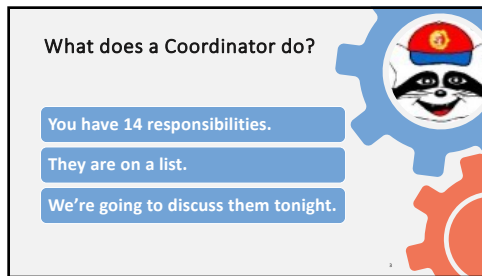 What does a Coordinator do?
You have 14 responsibilities.
They are on a list.
We’re going to discuss them tonight.
3